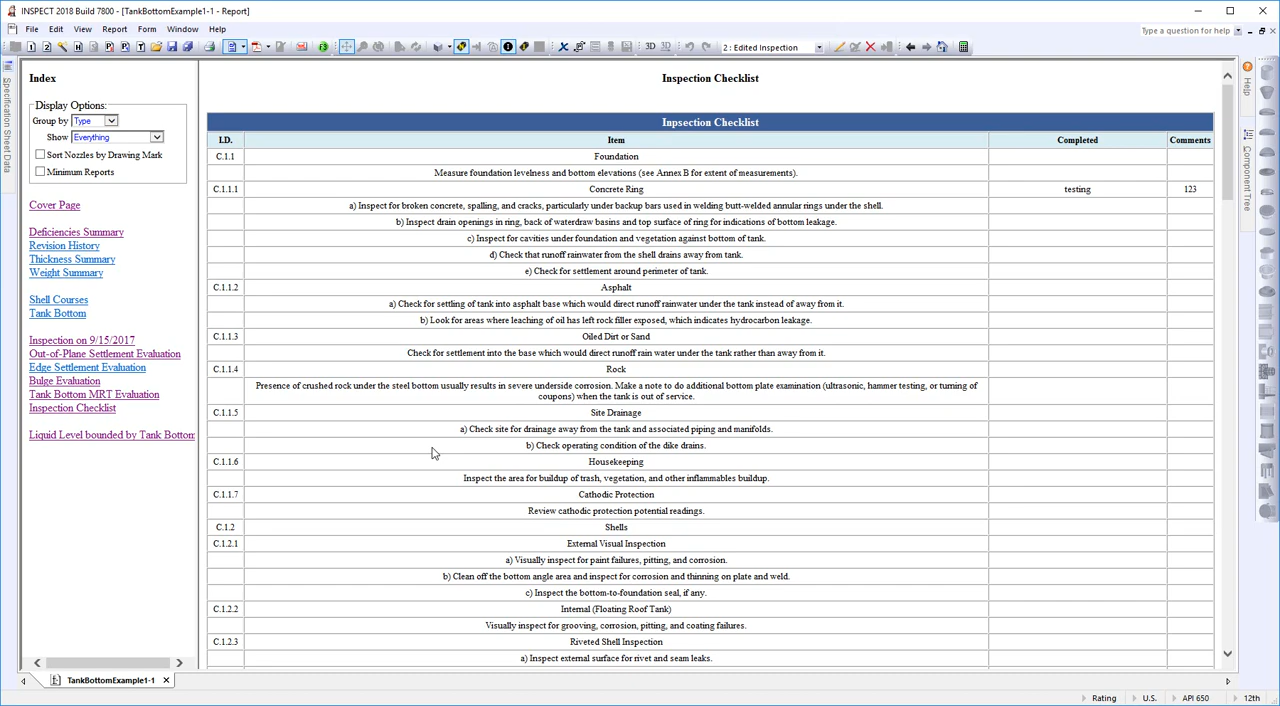 INSPECT 2018 Build 7800 - [TankBottomExample1-1 - Report]
File Edit View Report Form Window Help
Type a question for help
3D
2 : Edited Inspection
Specification Sheet Data
Index
Display Options:
Group by Type
Show Everything
Sort Nozzles by Drawing Mark
Minimum Reports
Cover Page
Deficiencies Summary
Revision History
Thickness Summary
Weight Summary
Shell Courses
Tank Bottom
Inspection on 9/15/2017
Out-of-Plane Settlement Evaluation
Edge Settlement Evaluation
Bulge Evaluation
Tank Bottom MRT Evaluation
Inspection Checklist
Liquid Level bounded by Tank Bottom
Inspection Checklist
Inpsection Checklist
I.D. Item Completed Comments
C.1.1 Foundation
Measure foundation levelness and bottom elevations (see Annex B for extent of measurements).
C.1.1.1 Concrete Ring testing 123
a) Inspect for broken concrete, spalling, and cracks, particularly under backup bars used in welding butt-welded annular rings under the shell.
b) Inspect drain openings in ring, back of waterdraw basins and top surface of ring for indications of bottom leakage.
c) Inspect for cavities under foundation and vegetation against bottom of tank.
d) Check that runoff rainwater from the shell drains away from tank.
e) Check for settlement around perimeter of tank.
C.1.1.2 Asphalt
a) Check for settling of tank into asphalt base which would direct runoff rainwater under the tank instead of away from it.
b) Look for areas where leaching of oil has left rock filler exposed, which indicates hydrocarbon leakage.
C.1.1.3 Oiled Dirt or Sand
Check for settlement into the base which would direct runoff rain water under the tank rather than away from it.
C.1.1.4 Rock
Presence of crushed rock under the steel bottom usually results in severe underside corrosion. Make a note to do additional bottom plate examination (ultrasonic, hammer testing, or turning of
coupons) when the tank is out of service.
C.1.1.5 Site Drainage
a) Check site for drainage away from the tank and associated piping and manifolds.
b) Check operating condition of the dike drains.
C.1.1.6 Housekeeping
Inspect the area for buildup of trash, vegetation, and other inflammables buildup.
C.1.1.7 Cathodic Protection
Review cathodic protection potential readings.
C.1.2 Shells
C.1.2.1 External Visual Inspection
a) Visually inspect for paint failures, pitting, and corrosion.
b) Clean off the bottom angle area and inspect for corrosion and thinning on plate and weld.
c) Inspect the bottom-to-foundation seal, if any.
C.1.2.2 Internal (Floating Roof Tank)
Visually inspect for grooving, corrosion, pitting, and coating failures.
C.1.2.3 Riveted Shell Inspection
a) Inspect external surface for rivet and seam leaks.
Help
Component Tree
TankBottomExample1-1
Rating U.S. API 650 12th